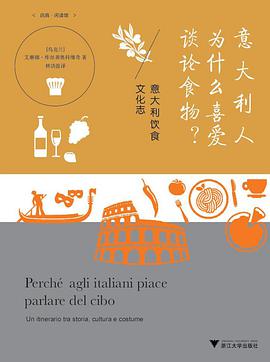 < 启真·闲读馆 >
[乌克兰]
艾琳娜·库丝蒂奥科维奇 著
林洁盈译
意大利人
为什么喜爱
谈论食物？
意大利饮食
文化志
Perché agli italiani piace
parlare del cibo
Un itinerario tra storia, cultura e costume
浙江大学出版社